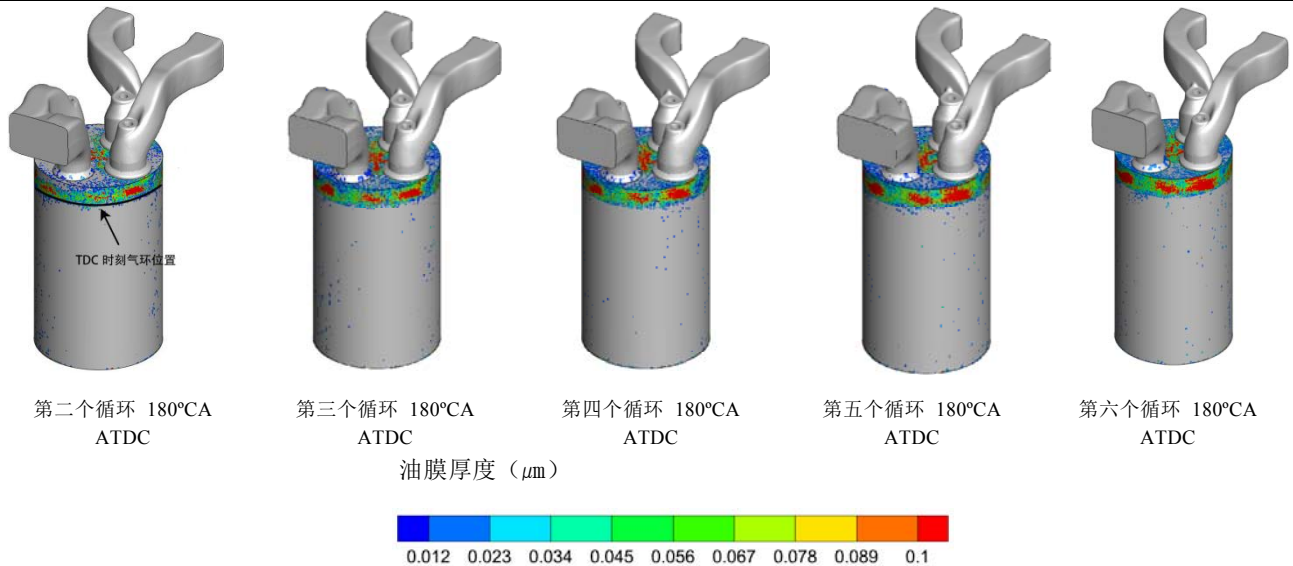 TDC 时刻气环位置
第二个循环 180ºCA
ATDC
第三个循环 180ºCA
ATDC
第四个循环 180ºCA
ATDC
第五个循环 180ºCA
ATDC
第六个循环 180ºCA
ATDC
油膜厚度（μm）
0.012 0.023 0.034 0.045 0.056 0.067 0.078 0.089 0.1